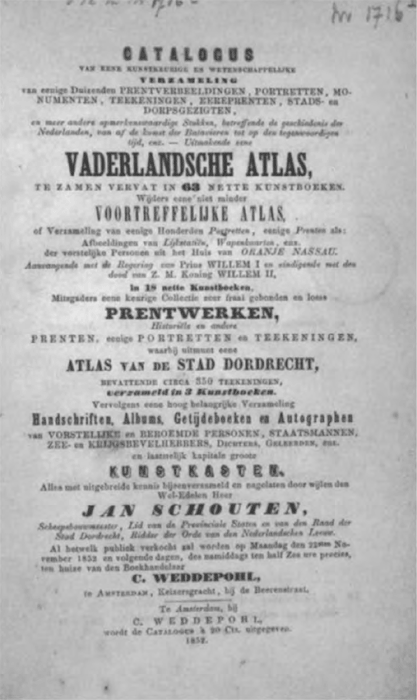 No 1716
CATALOGUS
VAN EENE KUNSTKEURIGE EN WETENSCHAPPELIJKE
VERZAMELING
van eenige Duizenden PRENTVERBEELDINGEN, PORTRETTEN, MO-
NUMENTEN, TEEKENINGEN, EEREPRENTEN, STADS- en
DORPSGEZIGTEN,
en meer andere opmerkenswaardige Stukken, betreffende de geschiedenis der
Nederlanden, van af de komst der Batavieren tot op den tegenwoordigen
tijd, enz. — Uitmakende eene
VADERLANDSCHE ATLAS,
TE ZAMEN VERVAT IN 63 NETTE KUNSTBOEKEN.
Wijders eene niet minder
VOORTREFFELIJKE ATLAS,
of Verzameling van eenige Honderden Portretten, eenige Prenten als:
Afbeeldingen van Lijkstatiën, Wapenkaarten, enz.
der vorstelijke Personen uit het Huis van ORANJE NASSAU.
Aanvangende met de Regering van Prins WILLEM I en eindigende met den
dood van Z. M. Koning WILLEM II,
in 18 nette Kunstboeken,
Mitsgaders eene keurige Collectie zeer fraai gebonden en losse
PRENTWERKEN,
Historiële en andere
PRENTEN, eenige PORTRETTEN en TEEKENINGEN,
waarbij uitmunt eene
ATLAS VAN DE STAD DORDRECHT,
BEVATTENDE CIRCA 350 TEEKENINGEN,
verzameld in 3 Kunstboeken.
Vervolgens eene hoog belangrijke Verzameling
Handschriften, Albums, Getijdeboeken en Autographen
van VORSTELIJKE en BEROEMDE PERSONEN, STAATSMANNEN,
ZEE- en KRIJGSBEVELHEBBERS, DICHTERS, GELEERDEN, enz.
en laatstelijk kapitale groote
KUNSTKASTEN,
Alles met uitgebreide kennis bijeenverzameld en nagelaten door wijlen den
Wel-Edelen Heer
JAN SCHOUTEN,
Scheepsbouwmeester, Lid van de Provinciale Staten en van den Raad der
Stad Dordrecht, Ridder der Orde van den Nederlandschen Leeuw.
Al hetwelk publiek verkocht zal worden op Maandag den 22sten No-
vember 1852 en volgende dagen, des namiddags ten half Zes ure precies,
ten huize van den Boekhandelaar
C. WEDDEPOHL,
te AMSTERDAM, Keizersgracht, bij de Beerenstraat.
Te Amsterdam, bij
C. WEDDEPOHL,
wordt de CATALOGUS à 20 Cts. uitgegeven.
1852.